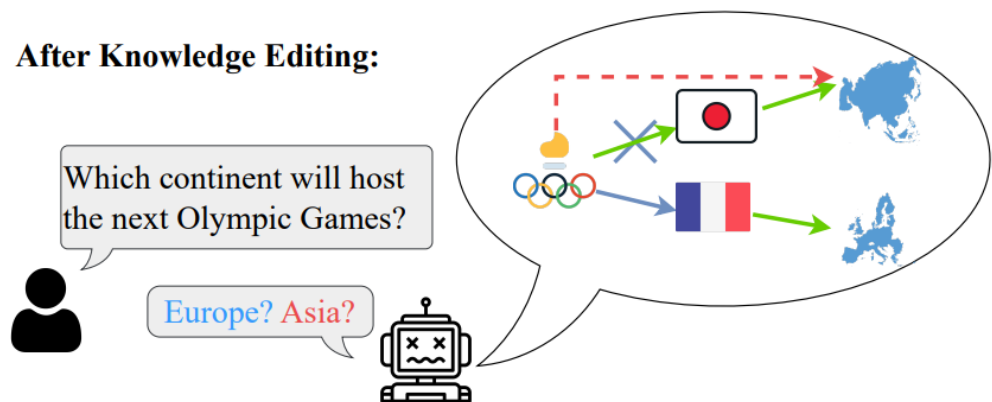 After Knowledge Editing:
Which continent will host
the next Olympic Games?
Europe? Asia?